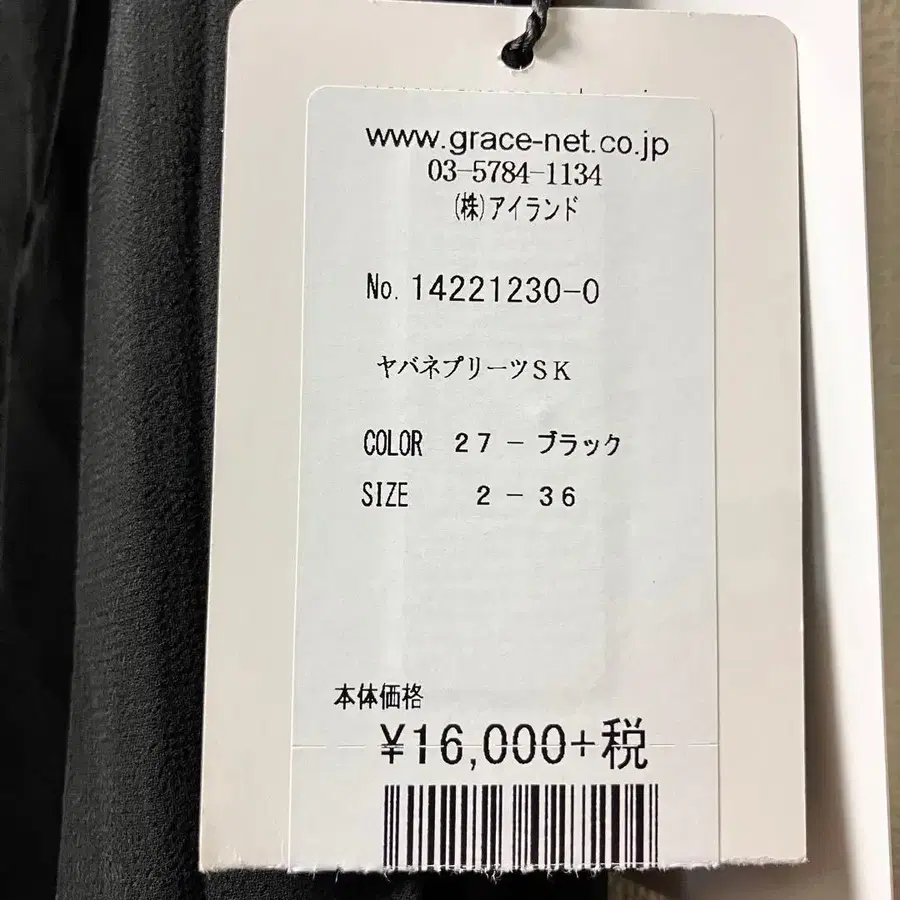 www.grace-net.co.jp
03-5784-1134
(株)アイランド
No. 14221230-0
ヤバネプリーツSK
COLOR 27-ブラック
SIZE 2-36
本体価格
¥16,000+税